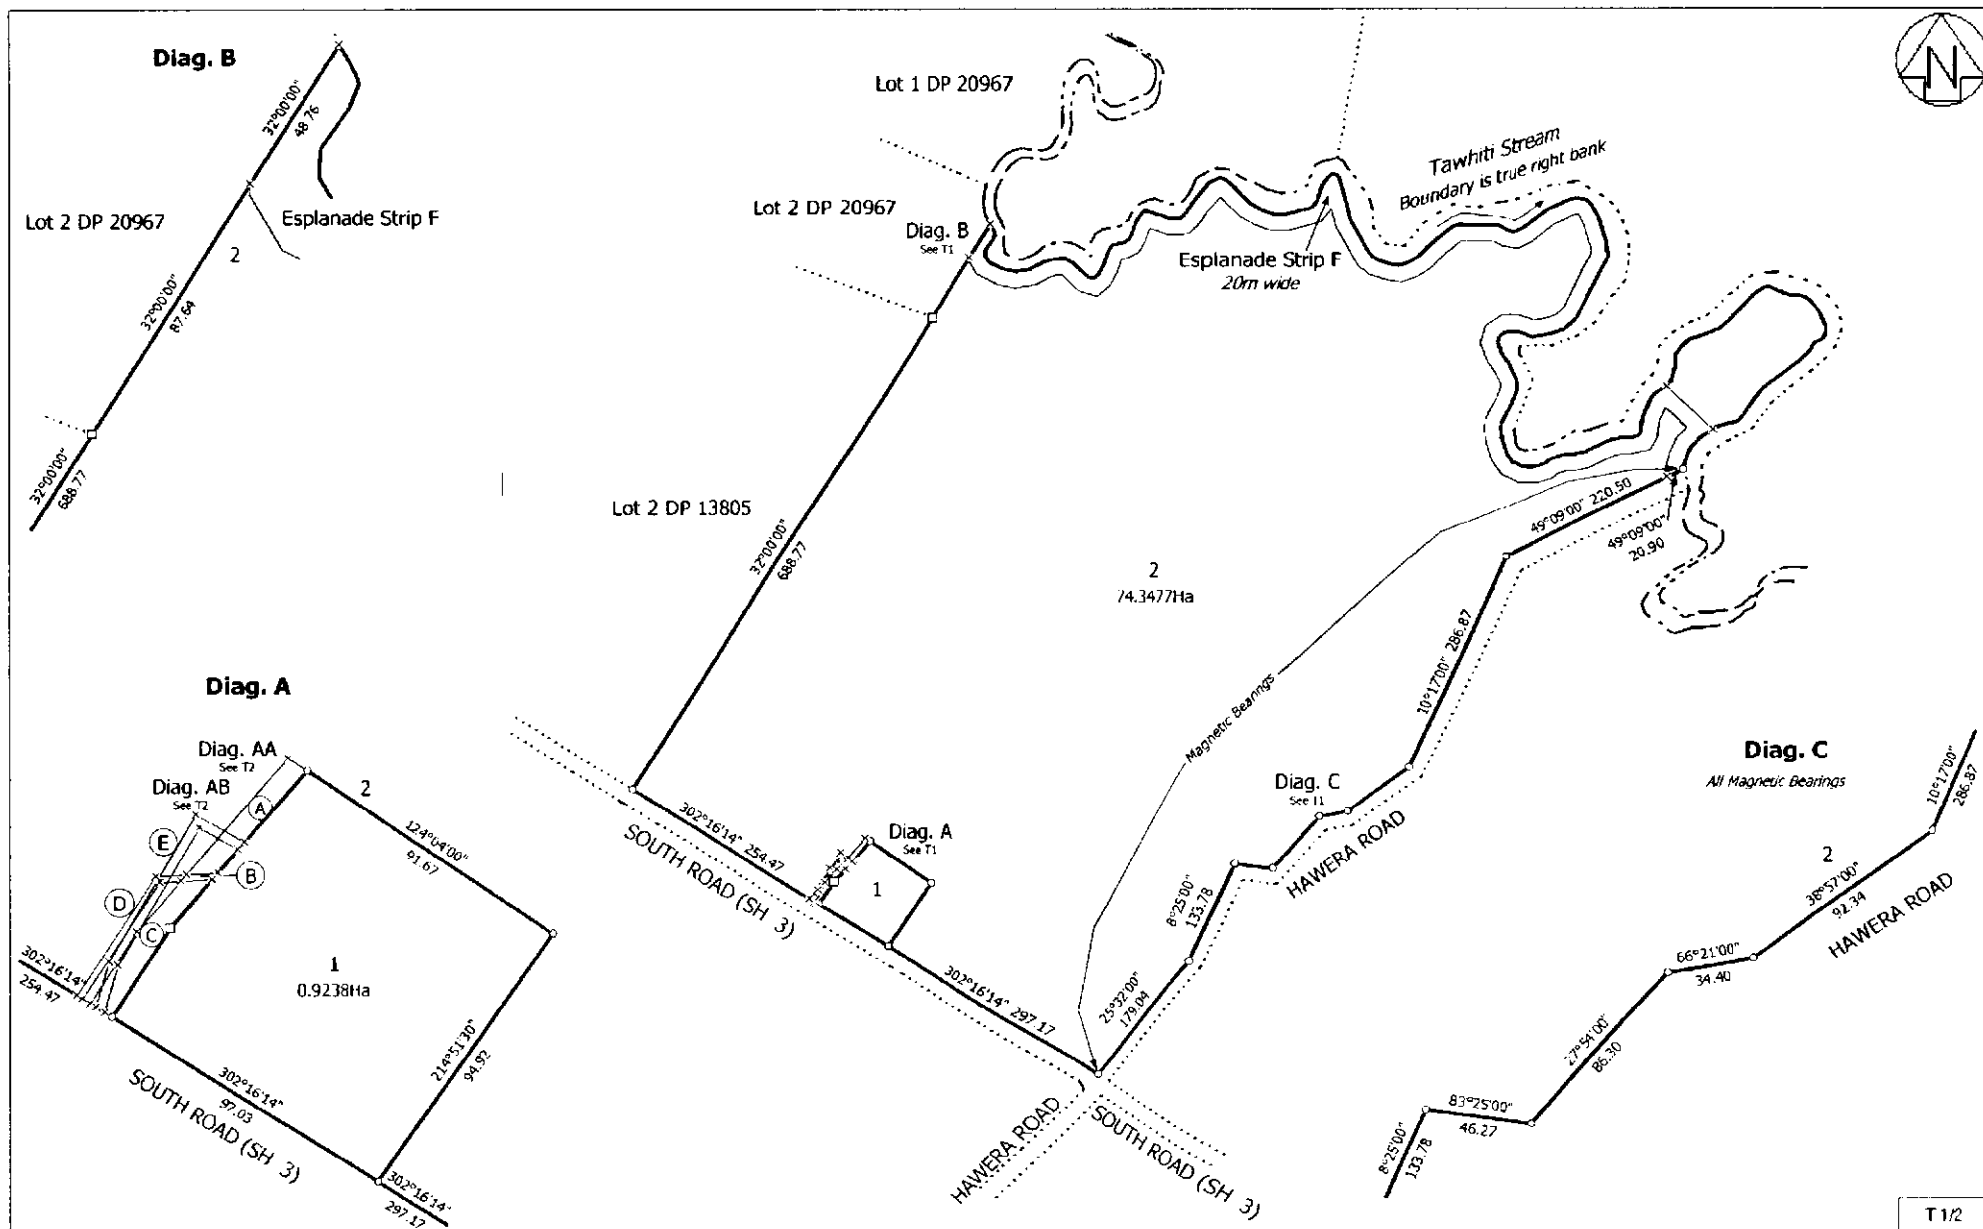 Diag. B
32°00'00"
48.76
Lot 2 DP 20967
Esplanade Strip F
2
32°00'00"
87.64
32°00'00"
688.77
Lot 1 DP 20967
Lot 2 DP 20967
Diag. B
See T1
Tawhiti Stream
Boundary is true right bank
Esplanade Strip F
20m wide
N
Lot 2 DP 13805
32°00'00"
688.77
2
74.3477Ha
49°09'00" 220.50
49°09'00"
20.90
10°17'00" 286.87
Magnetic Bearings
Diag. C
See T1
HAWERA ROAD
8°25'00"
133.78
25°32'00"
179.04
302°16'14" 254.47
SOUTH ROAD (SH 3)
Diag. A
See T1
1
302°16'14" 297.17
HAWERA ROAD
SOUTH ROAD (SH 3)
Diag. A
Diag. AA
See T2
Diag. AB
See T2
2
A
E
B
D
C
124°04'00"
91.67
1
0.9238Ha
302°16'14"
254.47
214°51'30"
94.92
302°16'14"
97.03
SOUTH ROAD (SH 3)
302°16'14"
297.17
Diag. C
All Magnetic Bearings
10°17'00"
286.87
2
38°57'00"
92.34
HAWERA ROAD
66°21'00"
34.40
27°54'00"
86.30
83°25'00"
46.27
8°25'00"
133.78
T 1/2